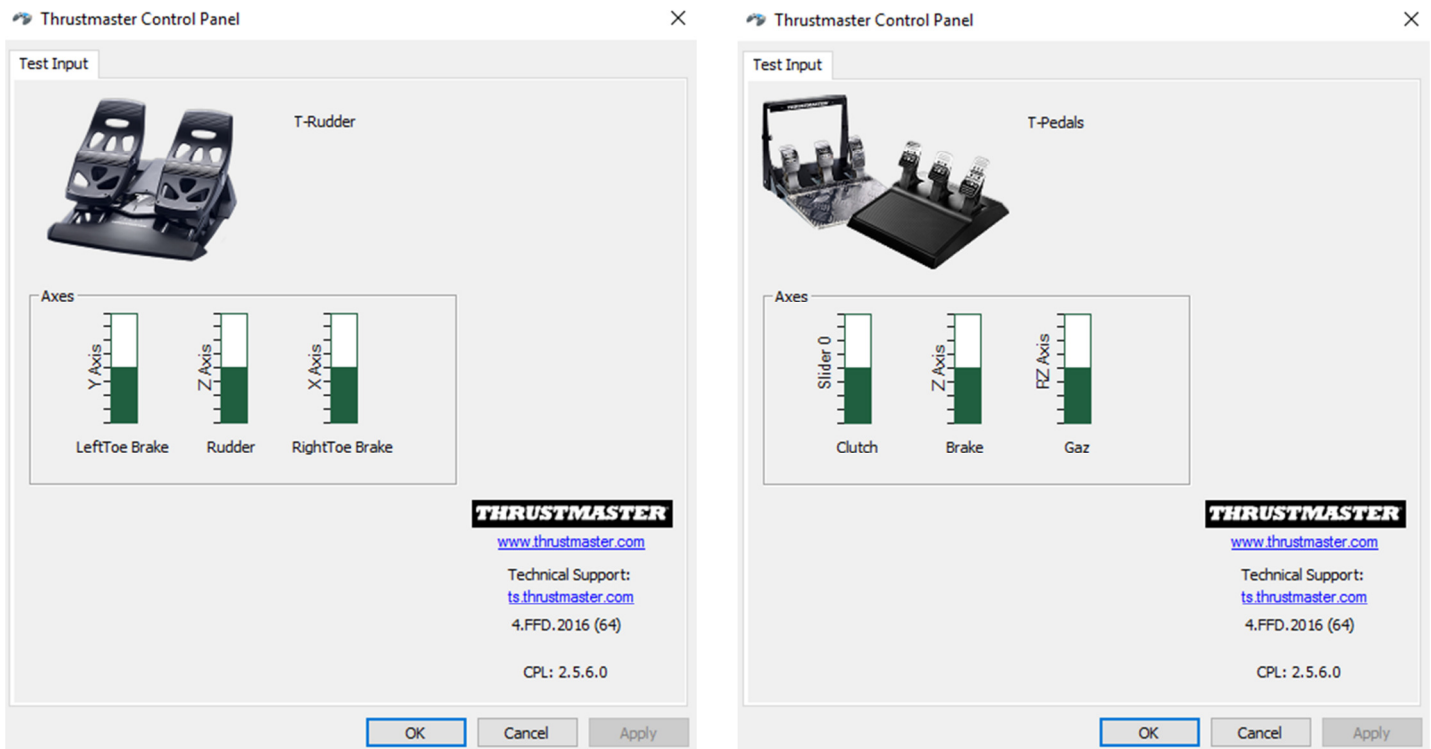 Thrustmaster Control Panel
Test Input
T-Rudder
Axes
Y Axis
Z Axis
X Axis
LeftToe Brake
Rudder
RightToe Brake
THRUSTMASTER
www.thrustmaster.com
Technical Support:
ts.thrustmaster.com
4.FFD.2016 (64)
CPL: 2.5.6.0
OK
Cancel
Apply
Thrustmaster Control Panel
Test Input
THRUSTMASTER
T-Pedals
Axes
Slider 0
Z Axis
RZ Axis
Clutch
Brake
Gaz
THRUSTMASTER
www.thrustmaster.com
Technical Support:
ts.thrustmaster.com
4.FFD.2016 (64)
CPL: 2.5.6.0
OK
Cancel
Apply